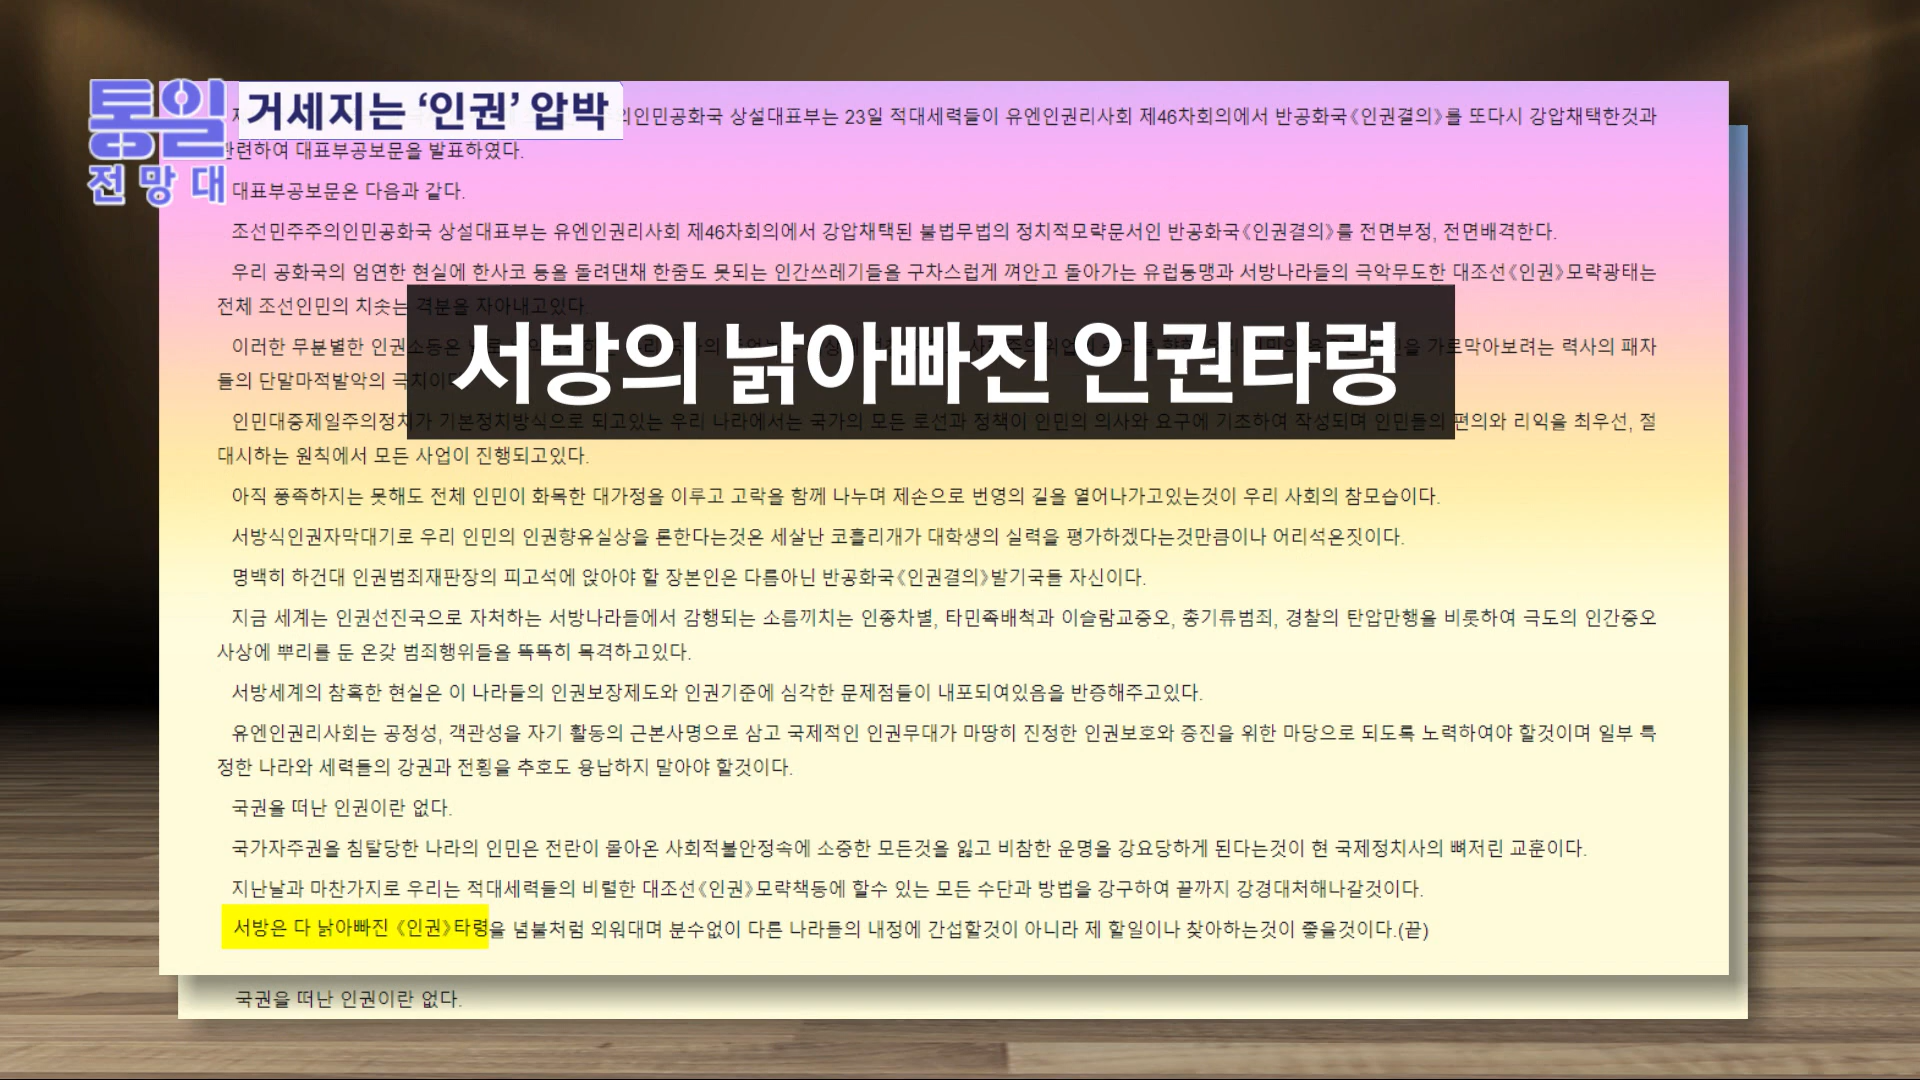 통일
전망대
거세지는 ‘인권’ 압박
인민공화국 상설대표부는 23일 적대세력들이 유엔인권리사회 제46차회의에서 반공화국《인권결의》를 또다시 강압채택한것과
관련하여 대표부공보문을 발표하였다.
대표부공보문은 다음과 같다.
조선민주주의인민공화국 상설대표부는 유엔인권리사회 제46차회의에서 강압채택된 불법무법의 정치적모략문서인 반공화국《인권결의》를 전면부정, 전면배격한다.
우리 공화국의 엄연한 현실에 한사코 등을 돌려댄채 한줌도 못되는 인간쓰레기들을 구차스럽게 껴안고 돌아가는 유럽동맹과 서방나라들의 극악무도한 대조선《인권》모략광태는
전체 조선인민의 치솟는 격분을 자아내고있다.
서방의 낡아빠진 인권타령
이러한 무분별한 인권소동은 가로막아보려는 력사의 패자
들의 단말마적발악의 극치이다
인민대중제일주의정치가 기본정치방식으로 되고있는 우리 나라에서는 국가의 모든 로선과 정책이 인민의 의사와 요구에 기초하여 작성되며 인민들의 편의와 리익을 최우선, 절
대시하는 원칙에서 모든 사업이 진행되고있다.
아직 풍족하지는 못해도 전체 인민이 화목한 대가정을 이루고 고락을 함께 나누며 제손으로 번영의 길을 열어나가고있는것이 우리 사회의 참모습이다.
서방식인권자막대기로 우리 인민의 인권향유실상을 론한다는것은 세살난 코흘리개가 대학생의 실력을 평가하겠다는것만큼이나 어리석은짓이다.
명백히 하건대 인권범죄재판장의 피고석에 앉아야 할 장본인은 다름아닌 반공화국《인권결의》발기국들 자신이다.
지금 세계는 인권선진국으로 자처하는 서방나라들에서 감행되는 소름끼치는 인종차별, 타민족배척과 이슬람교증오, 총기류범죄, 경찰의 탄압만행을 비롯하여 극도의 인간증오
사상에 뿌리를 둔 온갖 범죄행위들을 똑똑히 목격하고있다.
서방세계의 참혹한 현실은 이 나라들의 인권보장제도와 인권기준에 심각한 문제점들이 내포되여있음을 반증해주고있다.
유엔인권리사회는 공정성, 객관성을 자기 활동의 근본사명으로 삼고 국제적인 인권무대가 마땅히 진정한 인권보호와 증진을 위한 마당으로 되도록 노력하여야 할것이며 일부 특
정한 나라와 세력들의 강권과 전횡을 추호도 용납하지 말아야 할것이다.
국권을 떠난 인권이란 없다.
국가자주권을 침탈당한 나라의 인민은 전란이 몰아온 사회적불안정속에 소중한 모든것을 잃고 비참한 운명을 강요당하게 된다는것이 현 국제정치사의 뼈저린 교훈이다.
지난날과 마찬가지로 우리는 적대세력들의 비렬한 대조선《인권》모략책동에 할수 있는 모든 수단과 방법을 강구하여 끝까지 강경대처해나갈것이다.
서방은 다 낡아빠진《인권》타령을 념불처럼 외워대며 분수없이 다른 나라들의 내정에 간섭할것이 아니라 제 할일이나 찾아하는것이 좋을것이다.(끝)
국권을 떠난 인권이란 없다.